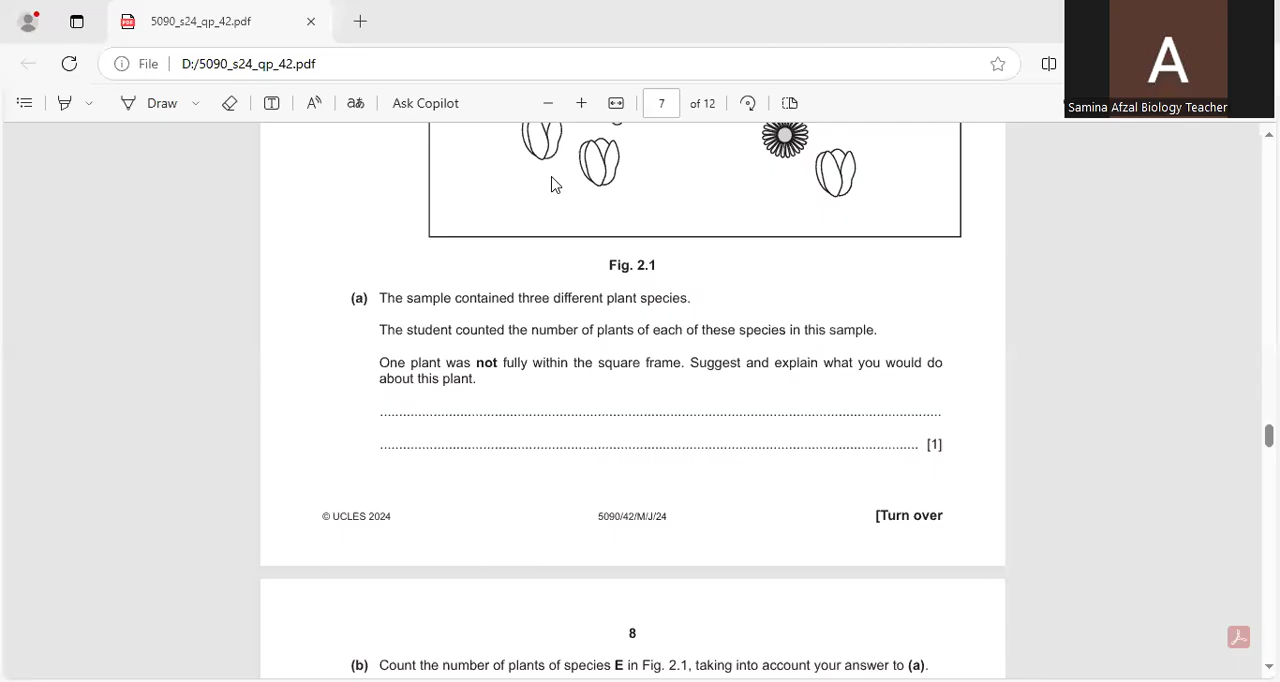 5090_s24_qp_42.pdf
File D:/5090_s24_qp_42.pdf
Draw aあ Ask Copilot 7 of 12
A
Samina Afzal Biology Teacher
Fig. 2.1
(a) The sample contained three different plant species.
The student counted the number of plants of each of these species in this sample.
One plant was not fully within the square frame. Suggest and explain what you would do
about this plant.
[1]
© UCLES 2024 5090/42/M/J/24 [Turn over
8
(b) Count the number of plants of species E in Fig. 2.1, taking into account your answer to (a).